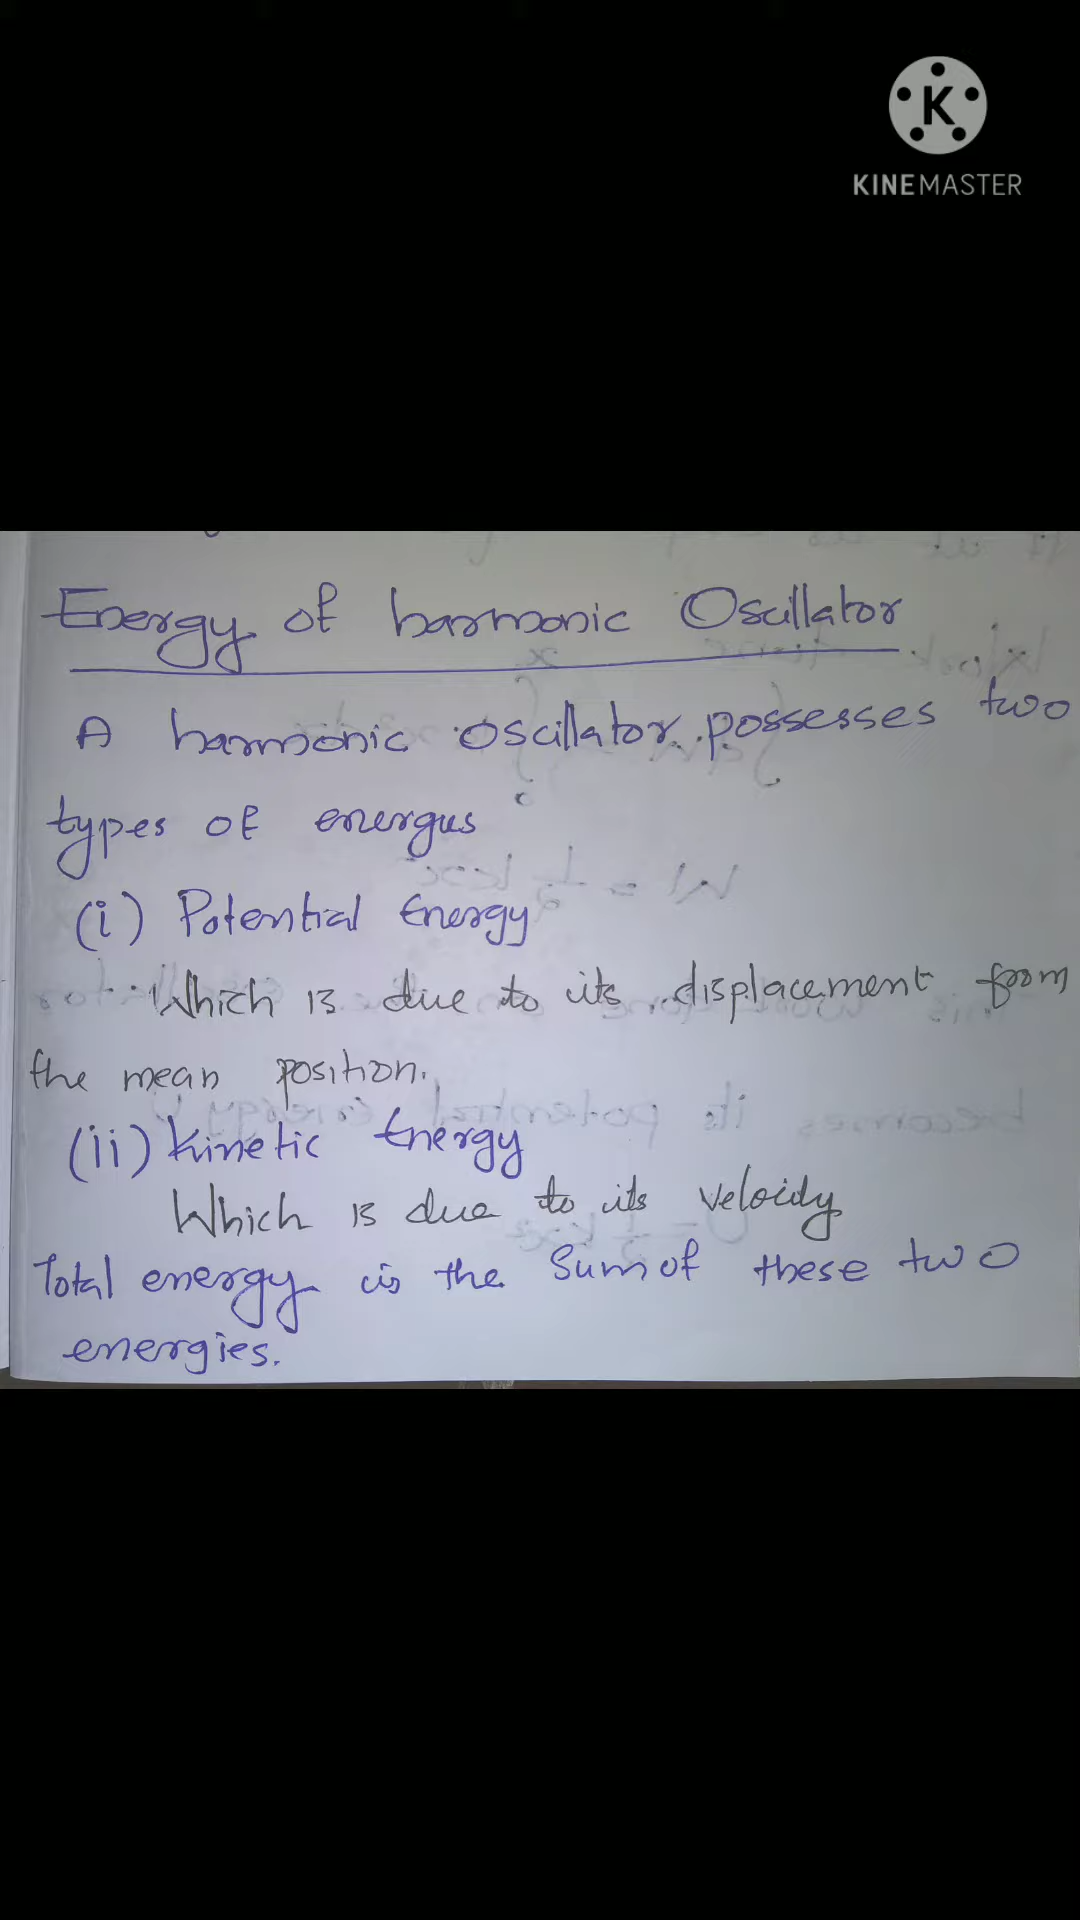 K
KINEMASTER
Energy of harmonic Oscillator
A harmonic oscillator possesses two
types of energies
(i) Potential Energy
Which is due to its displacement from
the mean position.
(ii) Kinetic Energy
Which is due to its velocity
Total energy is the Sum of these two
energies.